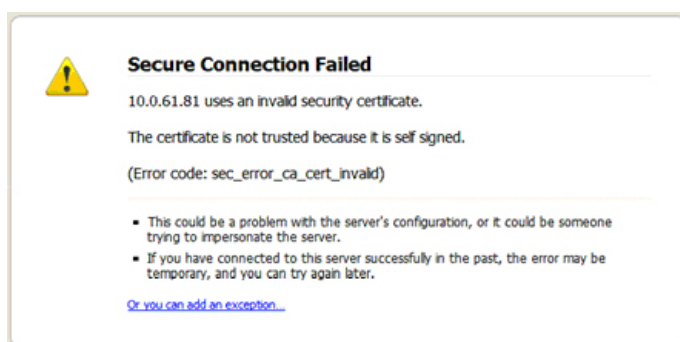 Secure Connection Failed
10.0.61.81 uses an invalid security certificate.
The certificate is not trusted because it is self signed.
(Error code: sec_error_ca_cert_invalid)
▪ This could be a problem with the server's configuration, or it could be someone
trying to impersonate the server.
▪ If you have connected to this server successfully in the past, the error may be
temporary, and you can try again later.
Or you can add an exception...